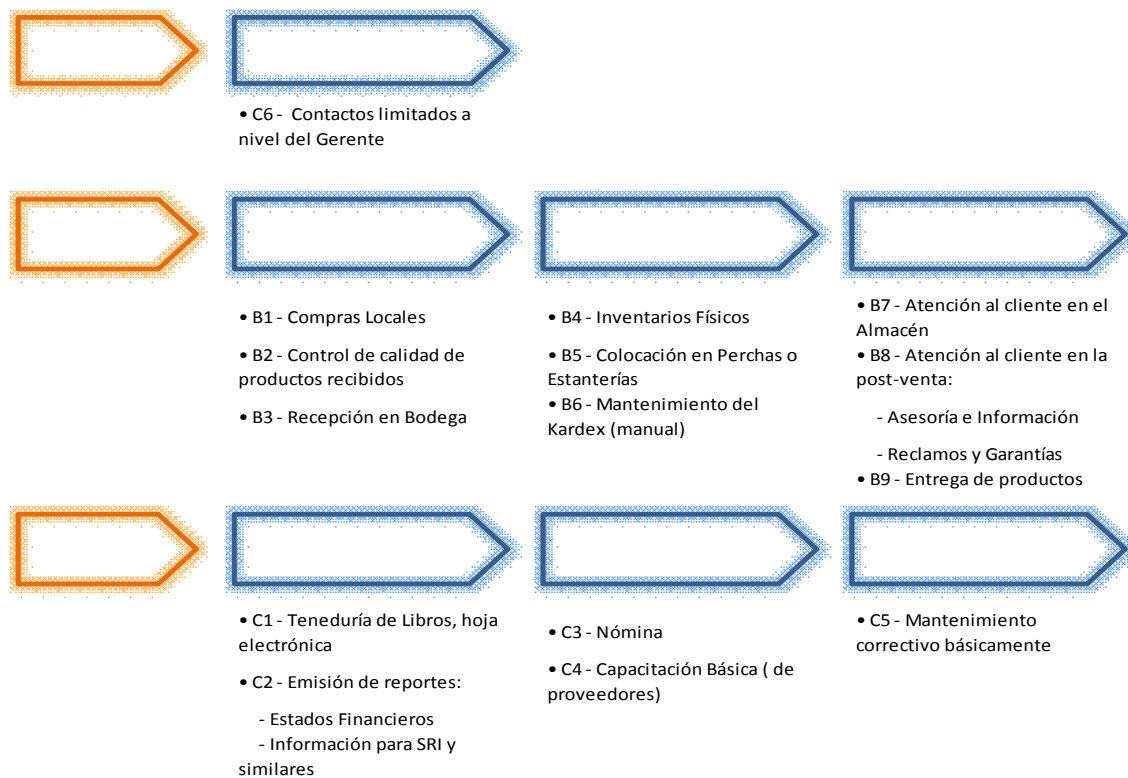 • C6 - Contactos limitados a
nivel del Gerente
• B1 - Compras Locales
• B2 - Control de calidad de
productos recibidos
• B3 - Recepción en Bodega
• B4 - Inventarios Físicos
• B5 - Colocación en Perchas o
Estanterías
• B6 - Mantenimiento del
Kardex (manual)
• B7 - Atención al cliente en el
Almacén
• B8 - Atención al cliente en la
post-venta:
- Asesoría e Información
- Reclamos y Garantías
• B9 - Entrega de productos
• C1 - Teneduría de Libros, hoja
electrónica
• C2 - Emisión de reportes:
- Estados Financieros
- Información para SRI y
similares
• C3 - Nómina
• C4 - Capacitación Básica ( de
proveedores)
• C5 - Mantenimiento
correctivo básicamente